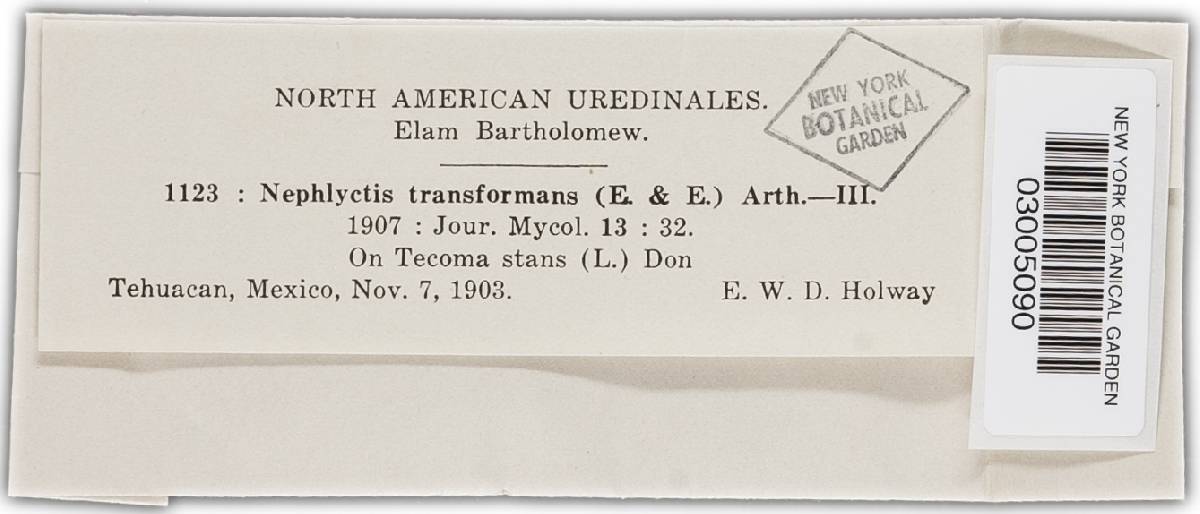 NORTH AMERICAN UREDINALES.
Elam Bartholomew.
NEW YORK
BOTANICAL
GARDEN
1123 : Nephlyctis transformans (E. & E.) Arth.—III.
1907 : Jour. Mycol. 13 : 32.
On Tecoma stans (L.) Don
Tehuacan, Mexico, Nov. 7, 1903. E. W. D. Holway
NEW YORK BOTANICAL GARDEN
03005090